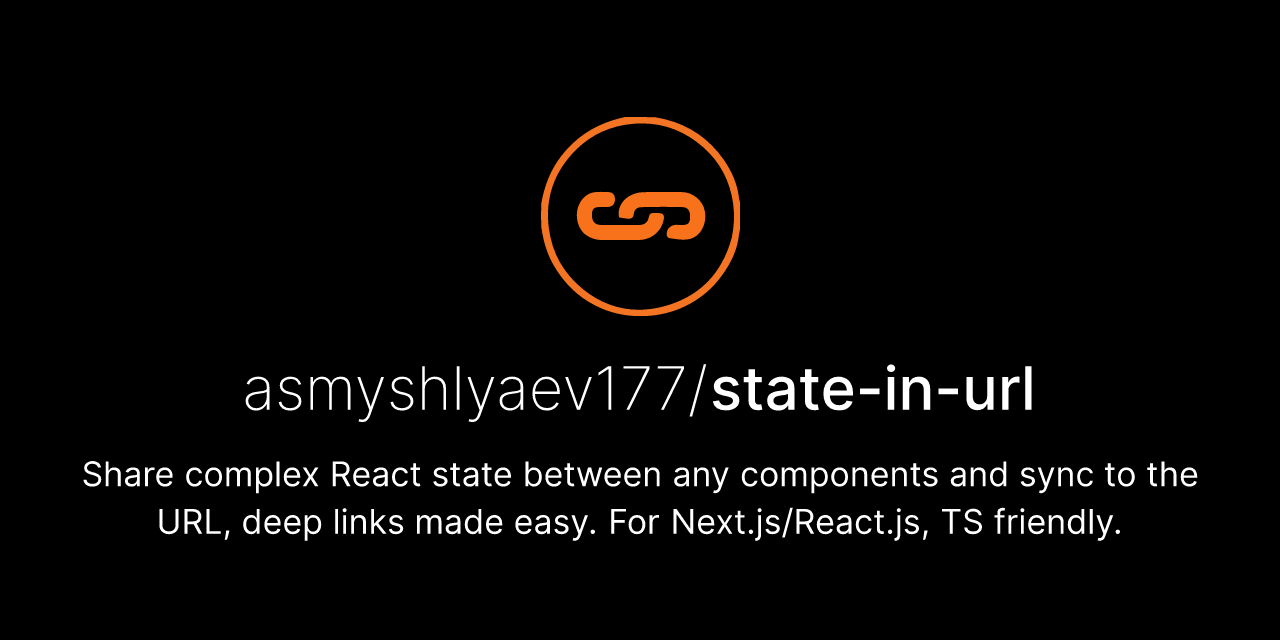 asmyshlyaev177/state-in-url
Share complex React state between any components and sync to the
URL, deep links made easy. For Next.js/React.js, TS friendly.